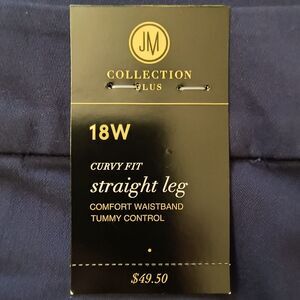 JM
COLLECTION
PLUS
18W
CURVY FIT
straight leg
COMFORT WAISTBAND
TUMMY CONTROL
$49.50